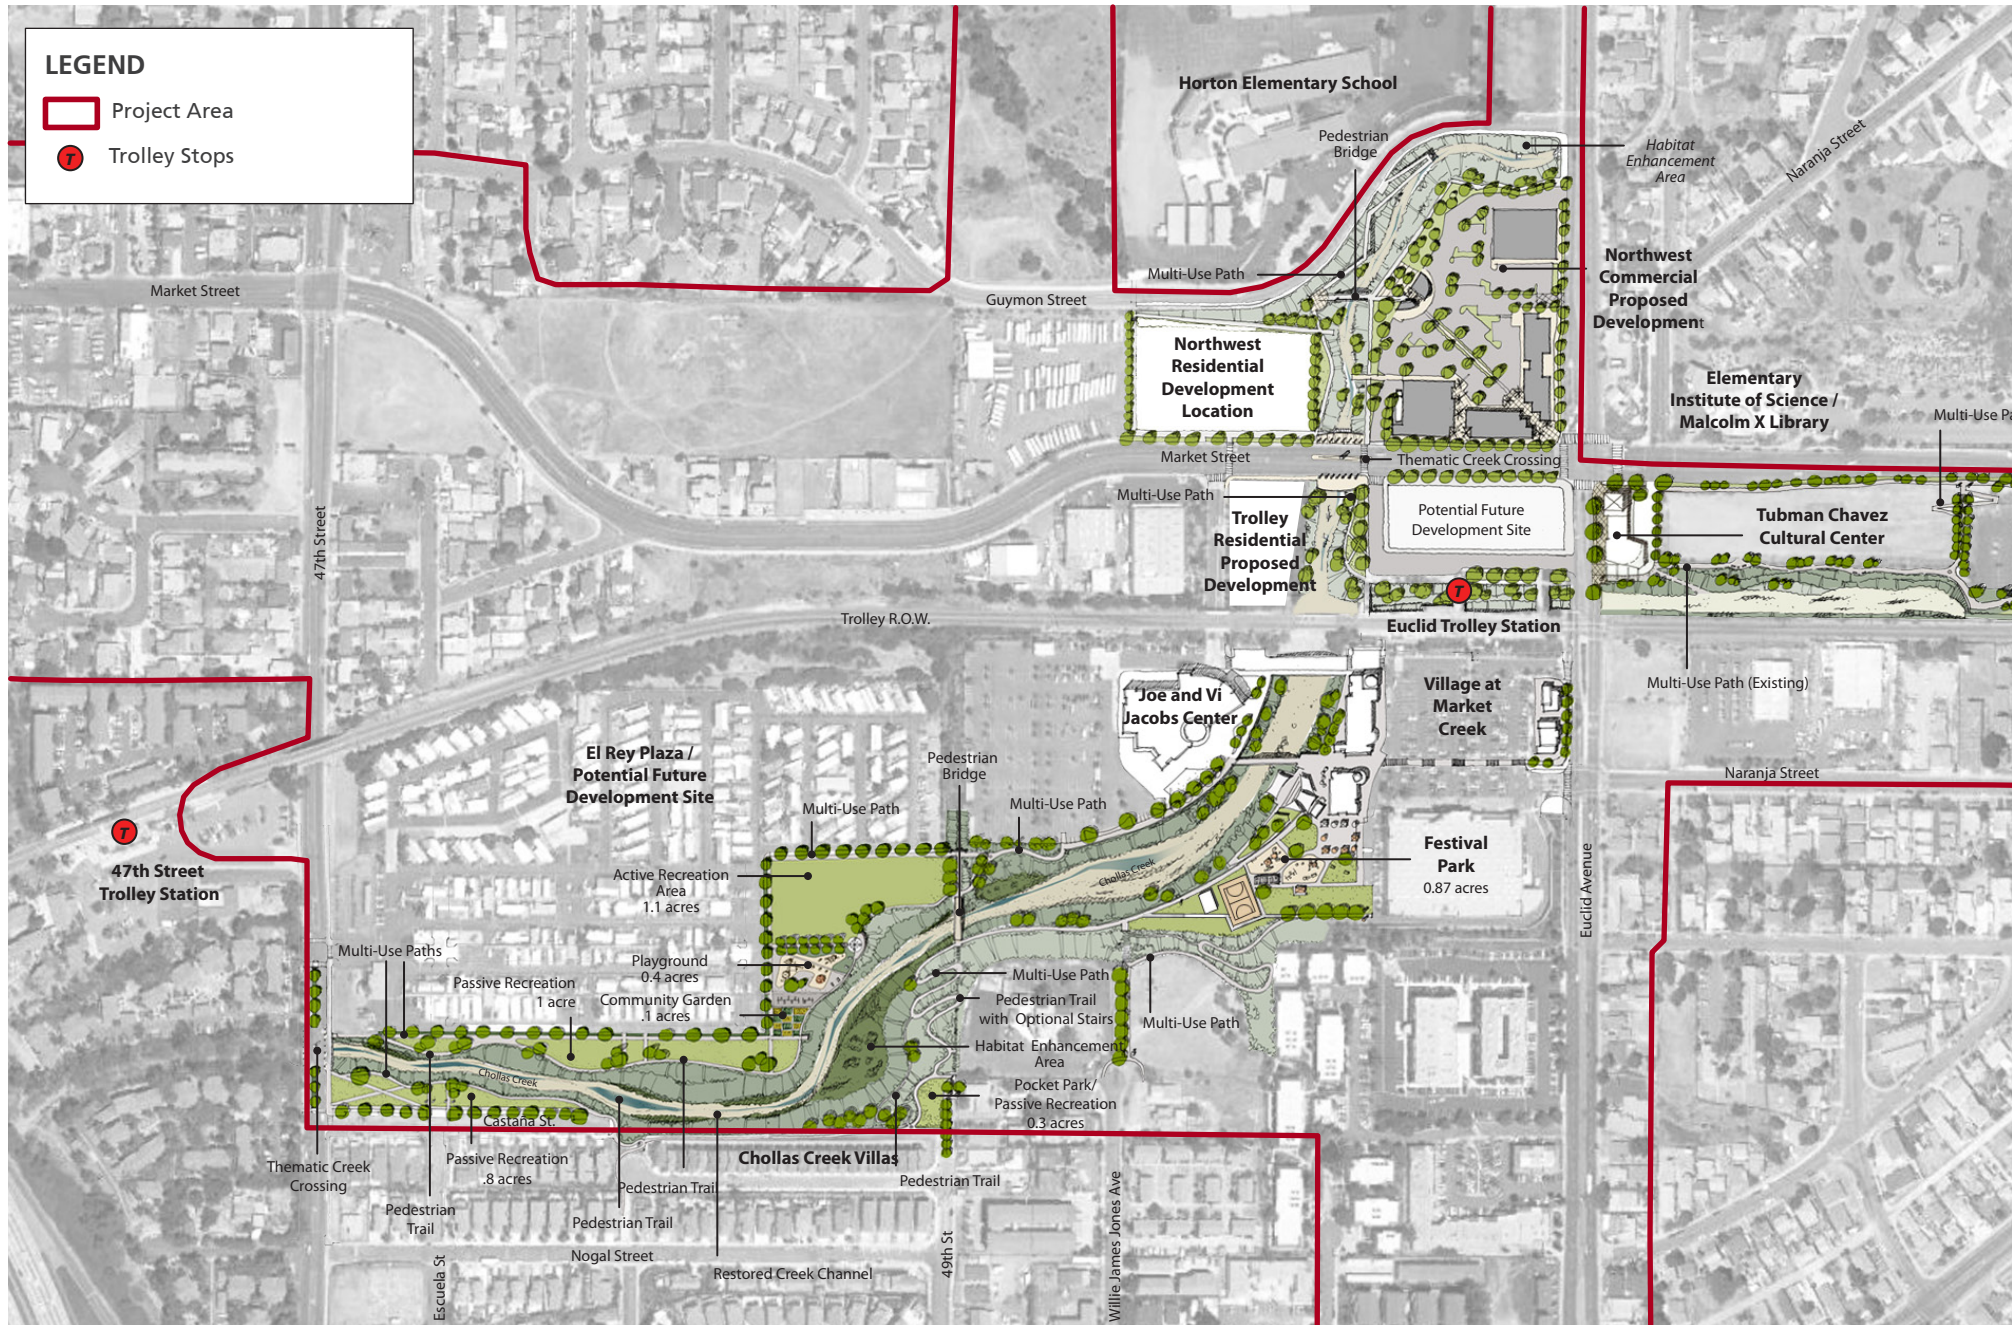 LEGEND
Project Area
T
Trolley Stops
Horton Elementary School
Pedestrian
Bridge
Habitat
Enhancement
Area
Naranja Street
Multi-Use Path
Market Street
Guymon Street
Northwest
Commercial
Proposed
Development
Northwest
Residential
Development
Location
Elementary
Institute of Science /
Malcolm X Library
Multi-Use Pa
Market Street
Thematic Creek Crossing
Multi-Use Path
Potential Future
Development Site
Trolley
Residential
Proposed
Development
Tubman Chavez
Cultural Center
47th Street
T
Euclid Trolley Station
Trolley R.O.W.
Multi-Use Path (Existing)
Joe and Vi
Jacobs Center
Village at
Market
Creek
El Rey Plaza /
Potential Future
Development Site
Pedestrian
Bridge
Naranja Street
Multi-Use Path
Multi-Use Path
T
47th Street
Trolley Station
Chollas Creek
Festival
Park
0.87 acres
Euclid Avenue
Active Recreation
Area
1.1 acres
Multi-Use Paths
Playground
0.4 acres
Multi-Use Path
Passive Recreation
1 acre
Community Garden
.1 acres
Pedestrian Trail
with Optional Stairs
Multi-Use Path
Habitat Enhancement
Area
Chollas Creek
Pocket Park/
Passive Recreation
0.3 acres
Castaña St.
Thematic Creek
Crossing
Passive Recreation
.8 acres
Chollas Creek Villas
Pedestrian Trail
Pedestrian Trail
Pedestrian
Trail
Pedestrian Trail
Nogal Street
Restored Creek Channel
Escuela St
49th St
Willie James Jones Ave